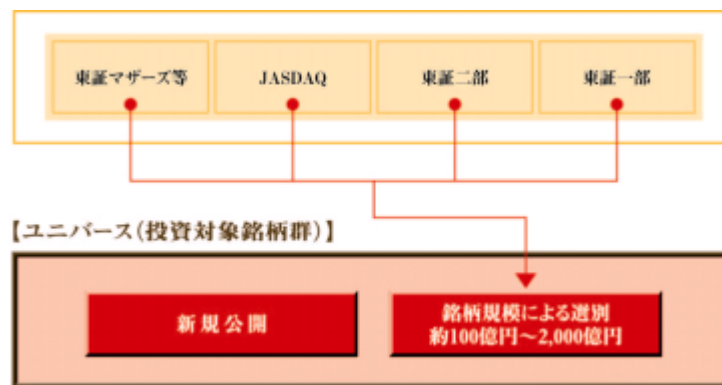 東証マザーズ等
JASDAQ
東証二部
東証一部
【ユニバース(投資対象銘柄群)】
新規公開
銘柄規模による選別
約100億円～2,000億円